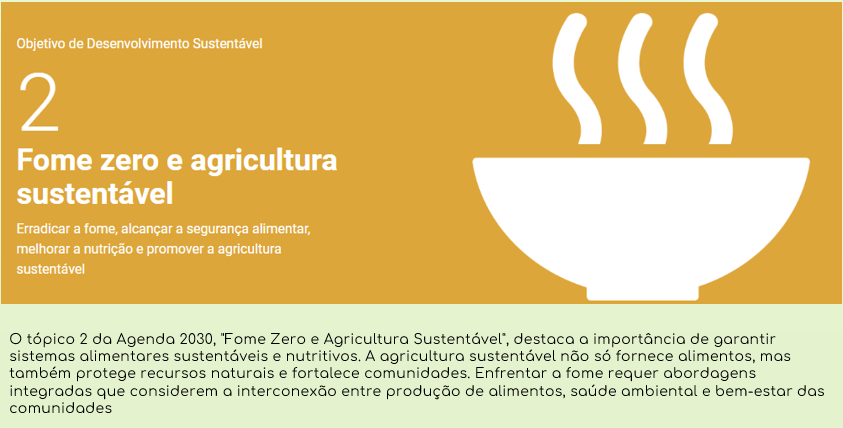 Objetivo de Desenvolvimento Sustentável
2
Fome zero e agricultura
sustentável
Erradicar a fome, alcançar a segurança alimentar,
melhorar a nutrição e promover a agricultura
sustentável
O tópico 2 da Agenda 2030, "Fome Zero e Agricultura Sustentável", destaca a importância de garantir
sistemas alimentares sustentáveis e nutritivos. A agricultura sustentável não só fornece alimentos, mas
também protege recursos naturais e fortalece comunidades. Enfrentar a fome requer abordagens
integradas que considerem a interconexão entre produção de alimentos, saúde ambiental e bem-estar das
comunidades